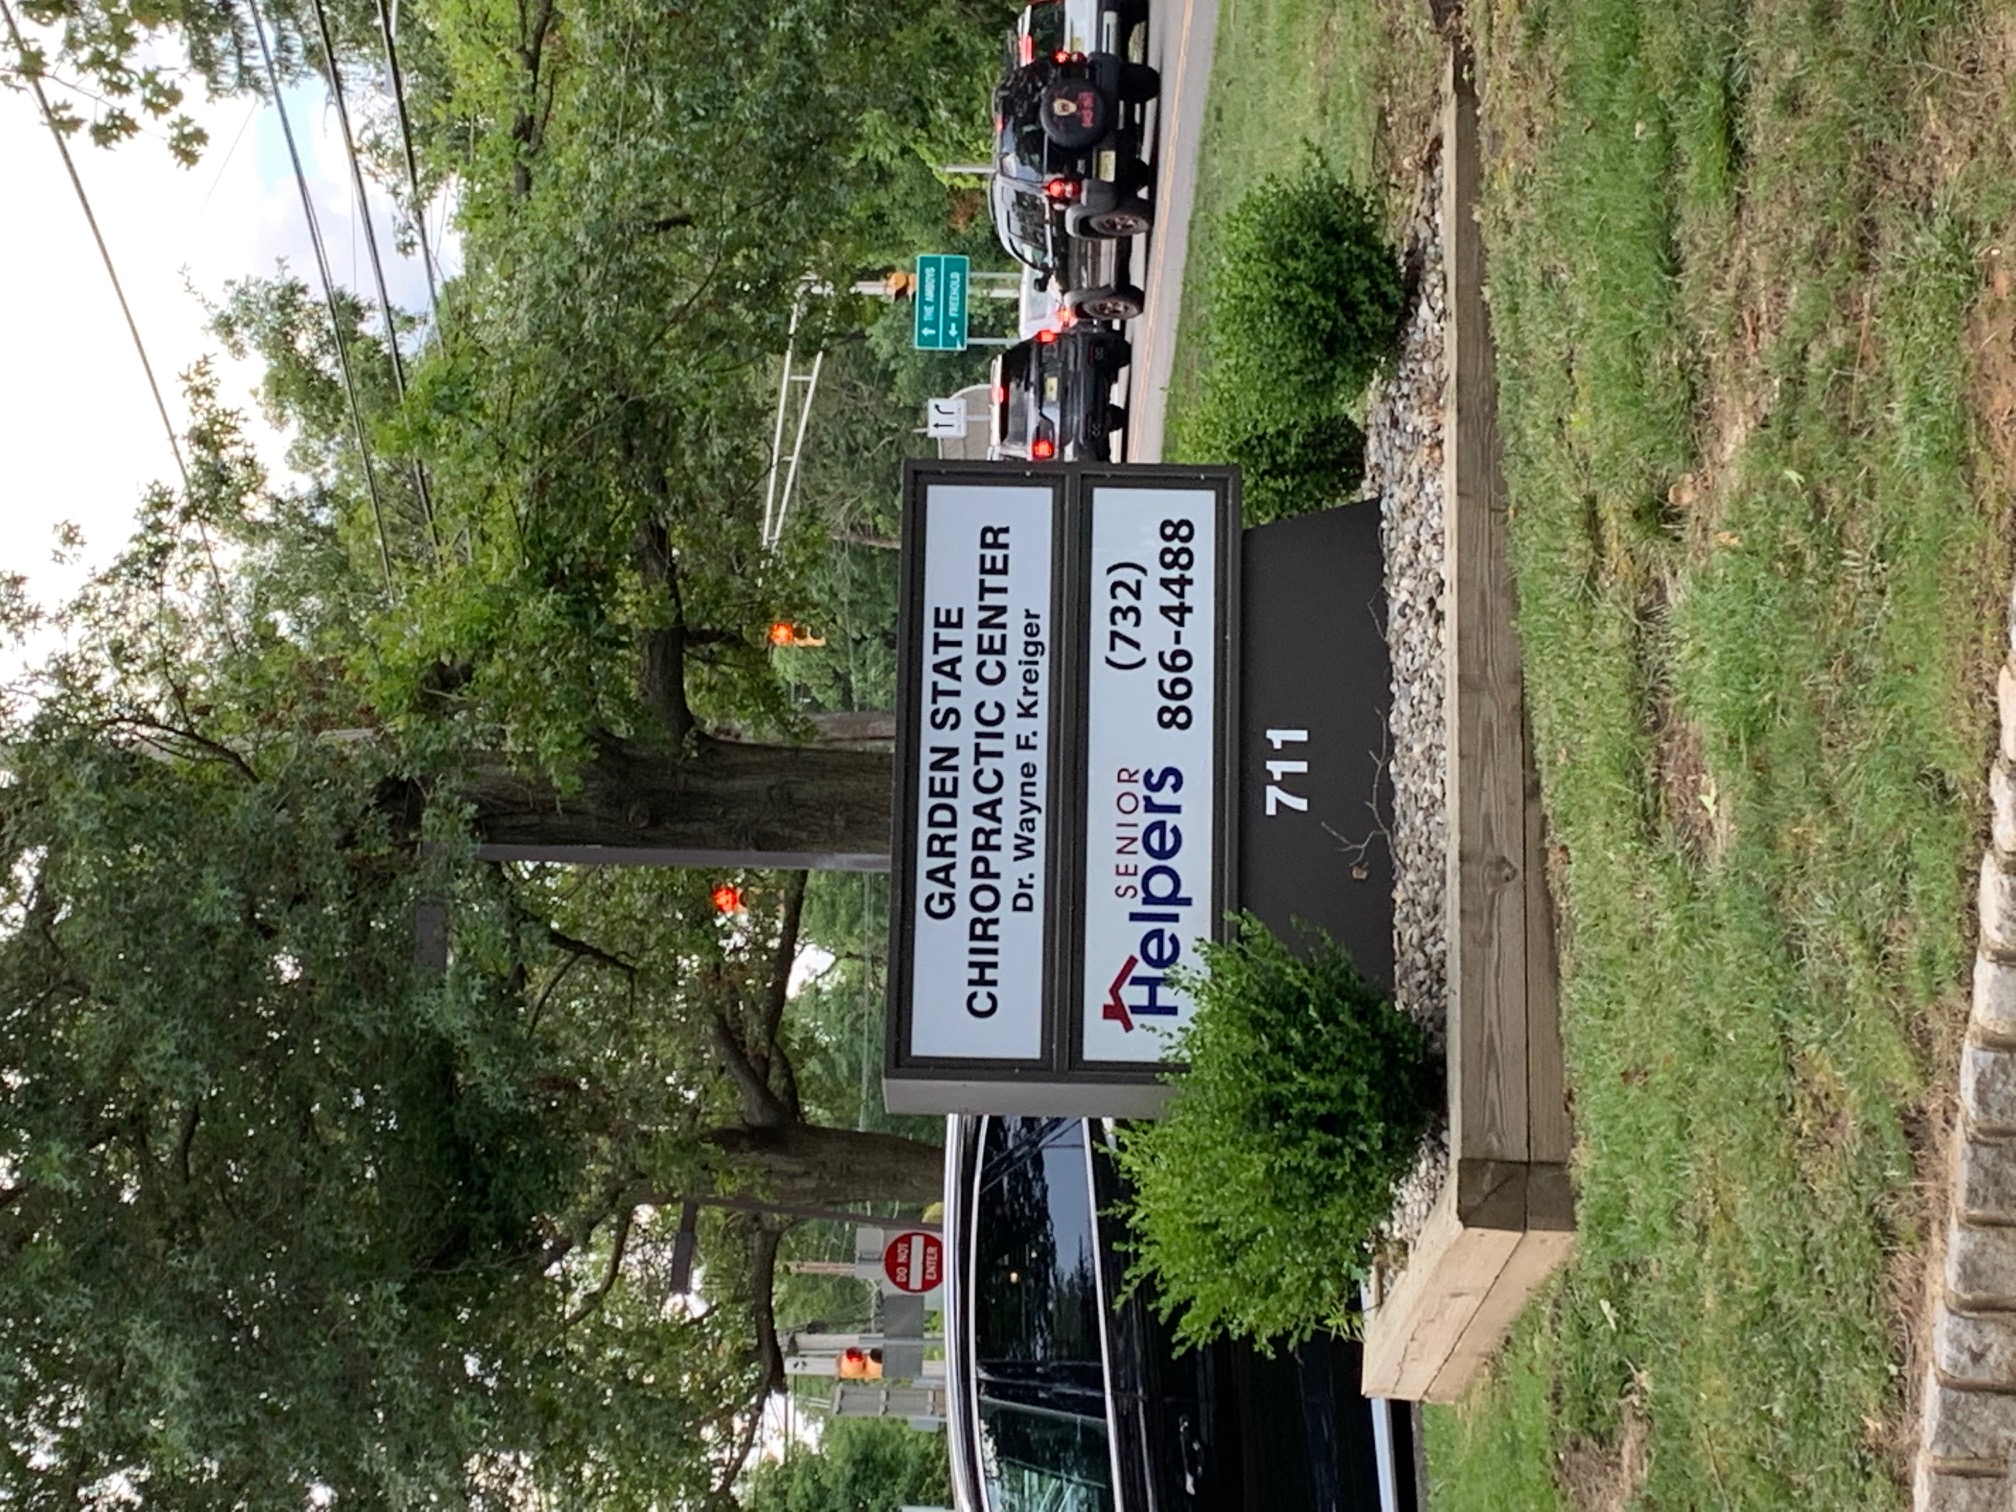 GARDEN STATE
CHIROPRACTIC CENTER
Dr. Wayne F. Kreiger
SENIOR
Helpers
(732)
866-4488
711
DO NOT
ENTER
↑ THE AMBOYS
← FREEHOLD